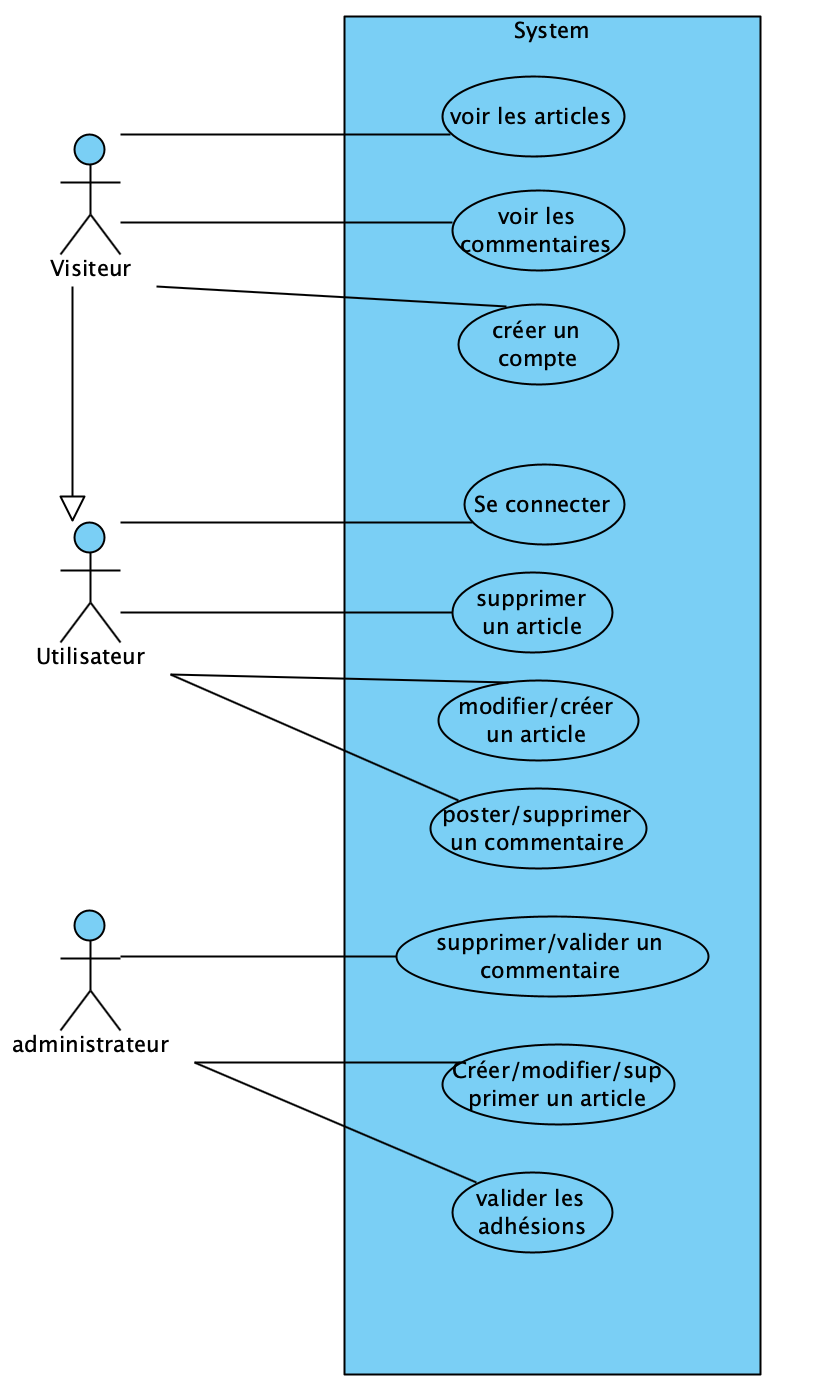 System
voir les articles
voir les
commentaires
Visiteur
créer un
compte
Se connecter
supprimer
un article
Utilisateur
modifier/créer
un article
poster/supprimer
un commentaire
supprimer/valider un
commentaire
administrateur
Créer/modifier/sup
primer un article
valider les
adhésions